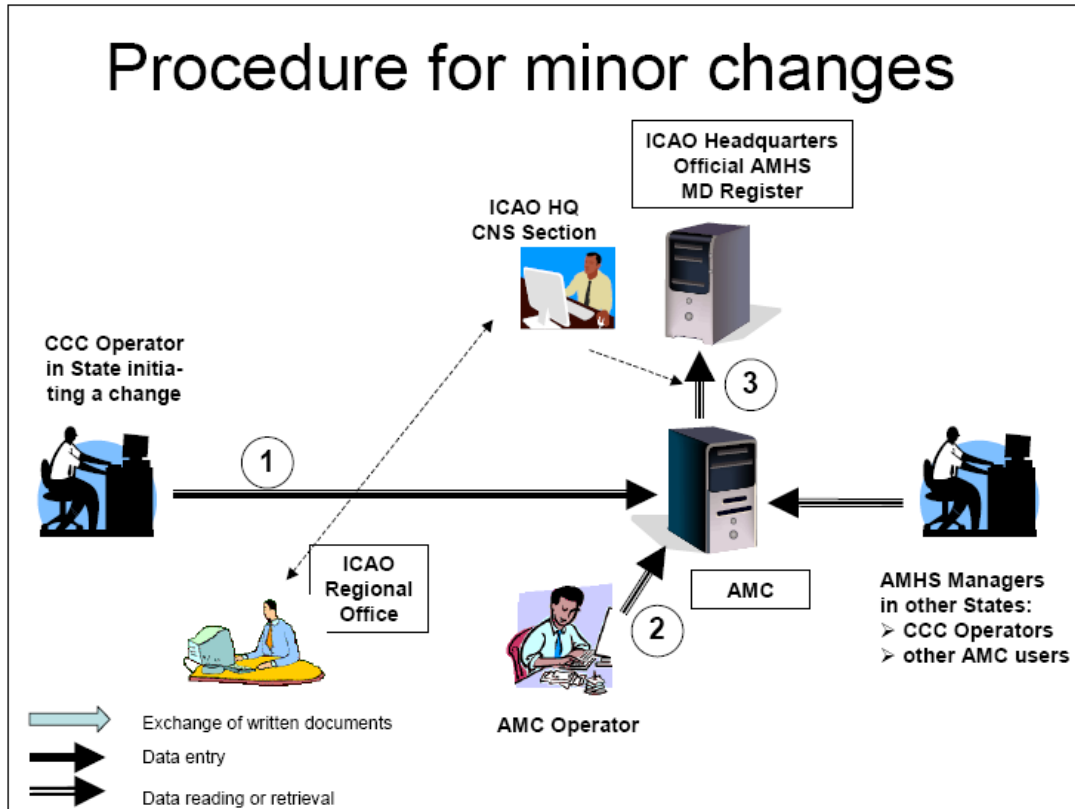 Procedure for minor changes
ICAO Headquarters
Official AMHS
MD Register
ICAO HQ
CNS Section
CCC Operator
in State initia-
ting a change
3
1
ICAO
Regional
Office
AMC
2
AMHS Managers
in other States:
➢ CCC Operators
➢ other AMC users
AMC Operator
Exchange of written documents
Data entry
Data reading or retrieval